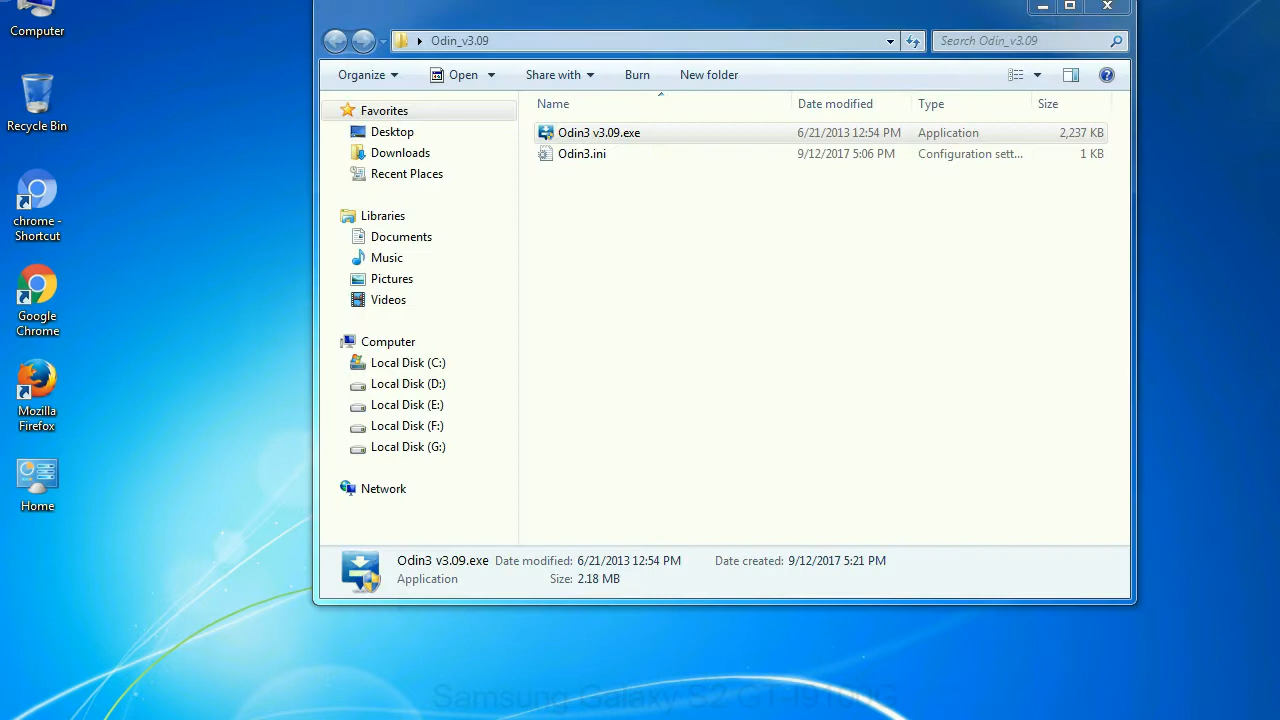 Computer
Recycle Bin
chrome -
Shortcut
Google
Chrome
Mozilla
Firefox
Home
Odin_v3.09
Search Odin_v3.09
Organize Open Share with Burn New folder
Favorites
Desktop
Downloads
Recent Places
Libraries
Documents
Music
Pictures
Videos
Computer
Local Disk (C:)
Local Disk (D:)
Local Disk (E:)
Local Disk (F:)
Local Disk (G:)
Network
Name Date modified Type Size
Odin3 v3.09.exe 6/21/2013 12:54 PM Application 2,237 KB
Odin3.ini 9/12/2017 5:06 PM Configuration sett... 1 KB
Odin3 v3.09.exe Date modified: 6/21/2013 12:54 PM Date created: 9/12/2017 5:21 PM
Application Size: 2.18 MB
Samsung Galaxy S2 GT-I9100G